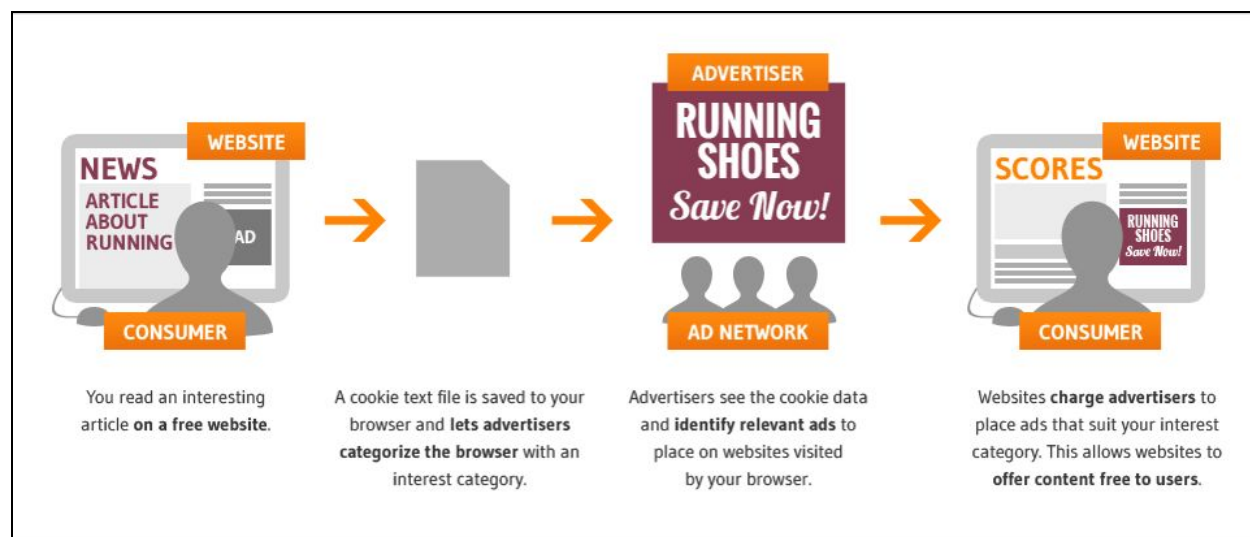 WEBSITE
NEWS
ARTICLE
ABOUT
RUNNING
AD
CONSUMER
You read an interesting
article on a free website.
A cookie text file is saved to your
browser and lets advertisers
categorize the browser with an
interest category.
ADVERTISER
RUNNING
SHOES
Save Now!
AD NETWORK
Advertisers see the cookie data
and identify relevant ads to
place on websites visited
by your browser.
WEBSITE
SCORES
RUNNING
SHOES
Save Now!
CONSUMER
Websites charge advertisers to
place ads that suit your interest
category. This allows websites to
offer content free to users.